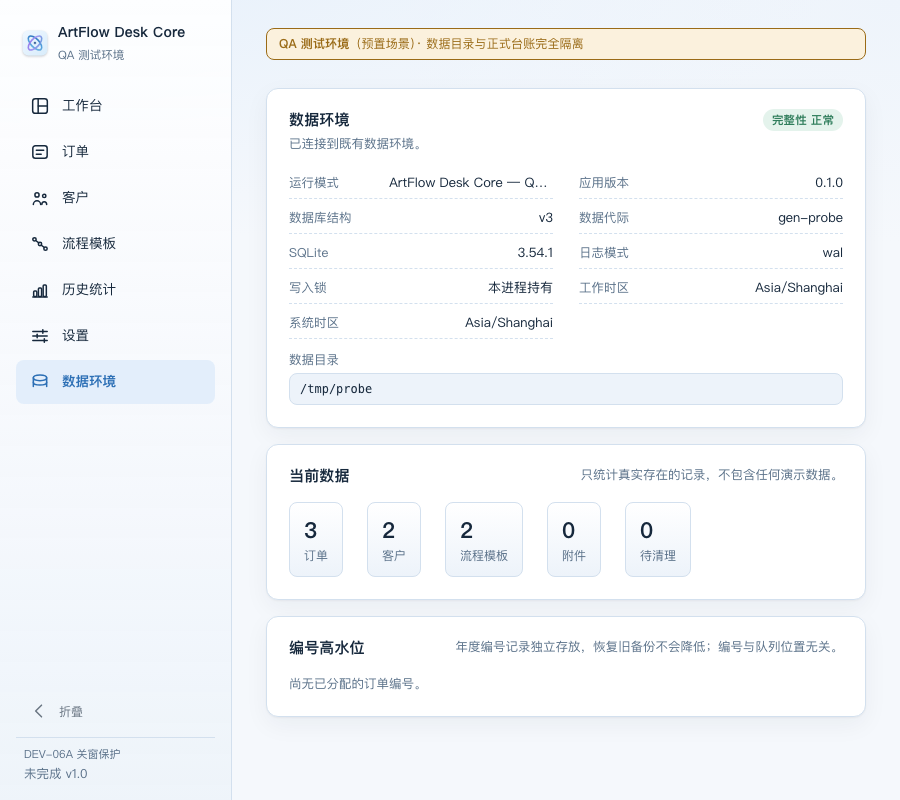 ArtFlow Desk Core
QA 测试环境
工作台
订单
客户
流程模板
历史统计
设置
数据环境
折叠
DEV-06A 关窗保护
未完成 v1.0
QA 测试环境（预置场景）· 数据目录与正式台账完全隔离
数据环境
完整性 正常
已连接到既有数据环境。
运行模式 ArtFlow Desk Core — Q...
应用版本 0.1.0
数据库结构 v3
数据代际 gen-probe
SQLite 3.54.1
日志模式 wal
写入锁 本进程持有
工作时区 Asia/Shanghai
系统时区 Asia/Shanghai
数据目录
/tmp/probe
当前数据
只统计真实存在的记录，不包含任何演示数据。
3 订单
2 客户
2 流程模板
0 附件
0 待清理
编号高水位
年度编号记录独立存放，恢复旧备份不会降低；编号与队列位置无关。
尚无已分配的订单编号。